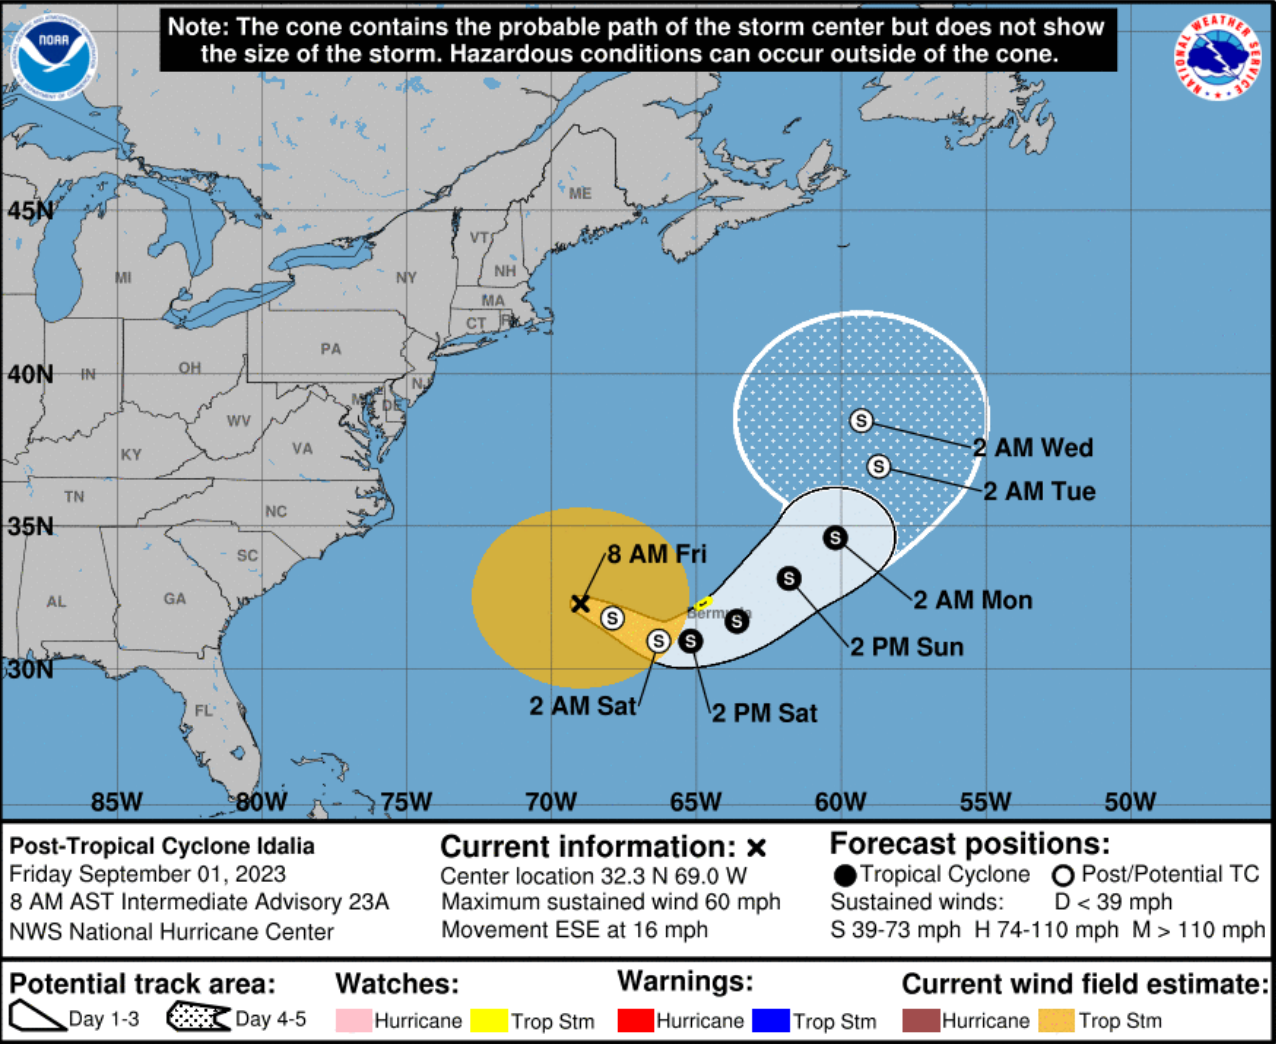 Note: The cone contains the probable path of the storm center but does not show
the size of the storm. Hazardous conditions can occur outside of the cone.
NOAA
NATIONAL WEATHER SERVICE
ME
45N
VT
MI
NY
NH
MA
CT
PA
OH
40N
IN
NJ
DE
WV
VA
KY
2 AM Wed
2 AM Tue
TN
NC
35N
8 AM Fri
SC
AL
GA
2 AM Mon
Bermuda
2 PM Sun
30N
2 AM Sat
2 PM Sat
FL
S
S
S
S
S
S
S
S
85W
80W
75W
70W
65W
60W
55W
50W
Post-Tropical Cyclone Idalia
Friday September 01, 2023
8 AM AST Intermediate Advisory 23A
NWS National Hurricane Center
Current information: ×
Center location 32.3 N 69.0 W
Maximum sustained wind 60 mph
Movement ESE at 16 mph
Forecast positions:
Tropical Cyclone Post/Potential TC
Sustained winds: D < 39 mph
S 39-73 mph H 74-110 mph M > 110 mph
Potential track area:
Day 1-3 Day 4-5
Watches:
Hurricane Trop Stm
Warnings:
Hurricane Trop Stm
Current wind field estimate:
Hurricane Trop Stm